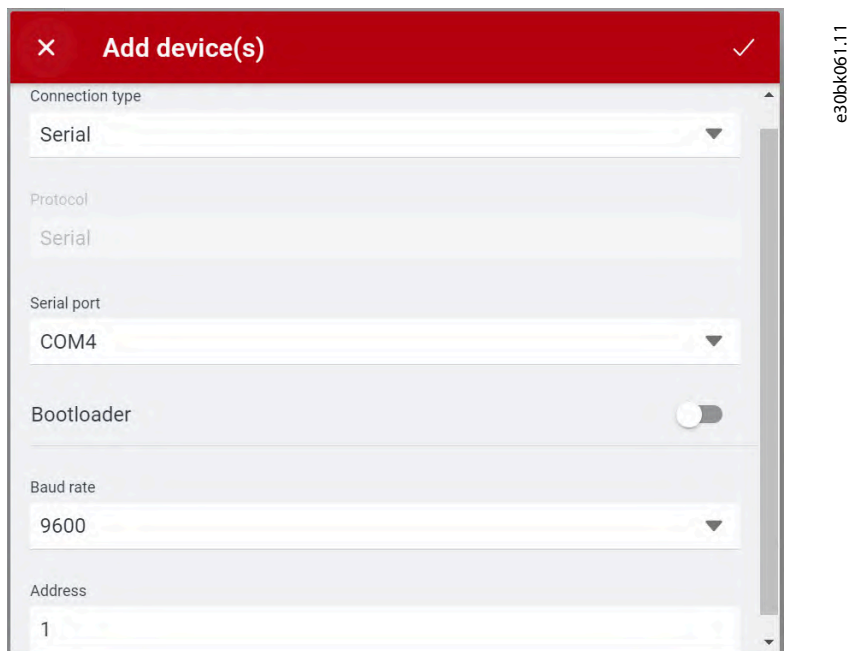 Add device(s)
Connection type
Serial
Protocol
Serial
Serial port
COM4
Bootloader
Baud rate
9600
Address
1
e30bk061.11